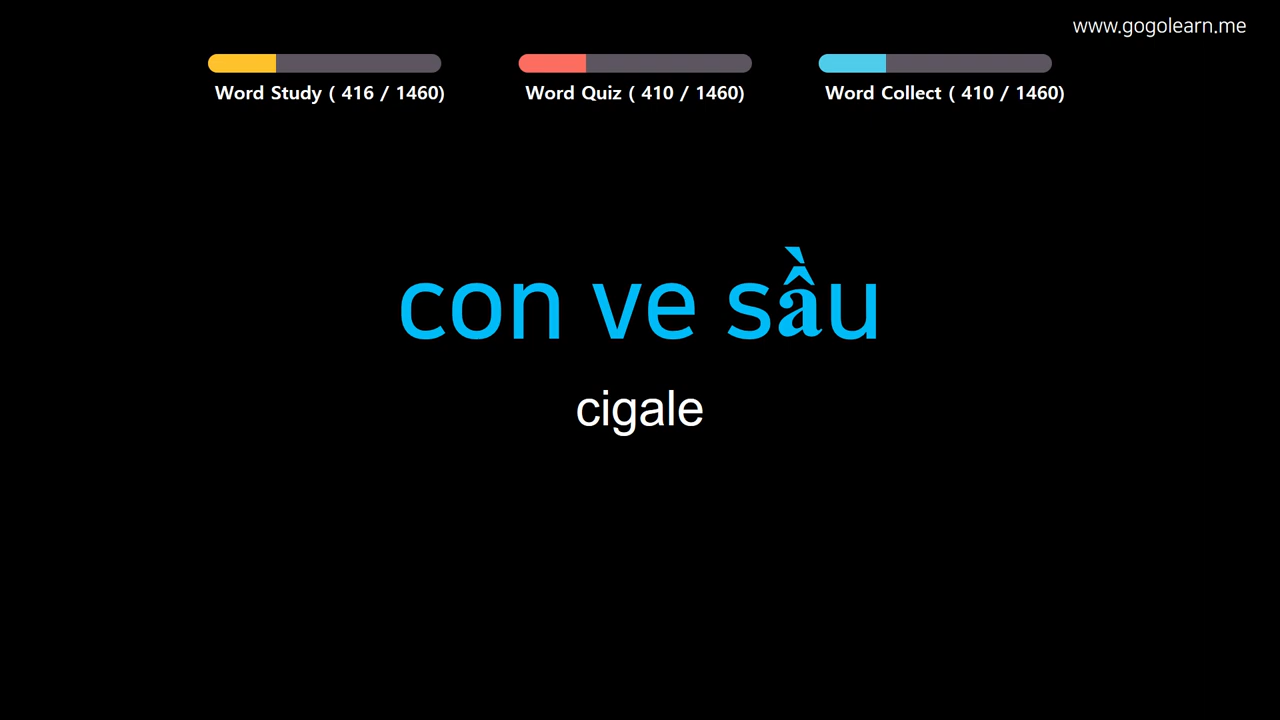 www.gogolearn.me
Word Study ( 416 / 1460)
Word Quiz ( 410 / 1460)
Word Collect ( 410 / 1460)
con ve sầu
cigale